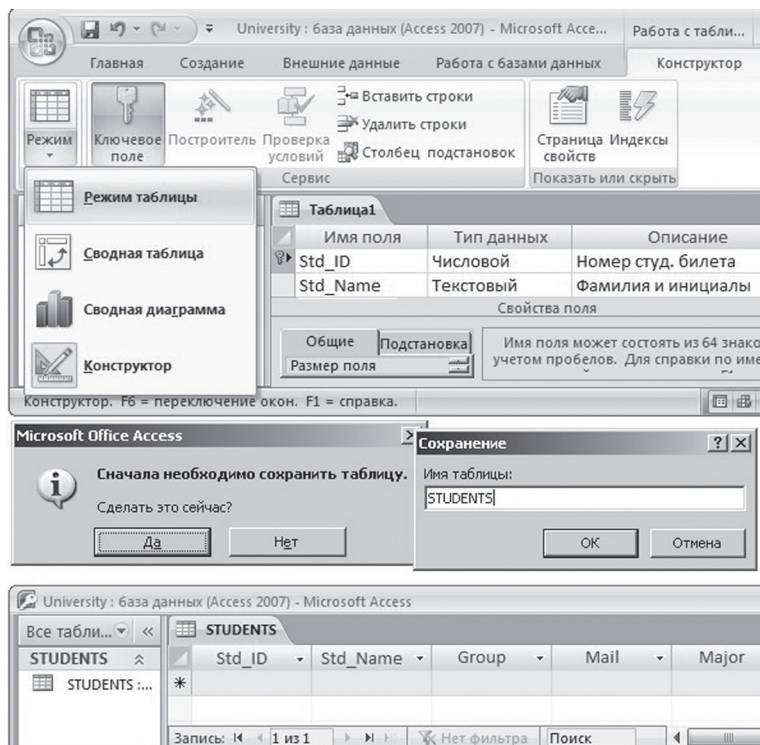 University : база данных (Access 2007) - Microsoft Acce...
Работа с табли...
Главная Создание Внешние данные Работа с базами данных Конструктор
Режим
Ключевое поле
Построитель
Проверка условий
Вставить строки
Удалить строки
Столбец подстановок
Страница свойств
Индексы
Сервис
Показать или скрыть
Режим таблицы
Сводная таблица
Сводная диаграмма
Конструктор
Таблица1
Имя поля Тип данных Описание
Std_ID Числовой Номер студ. билета
Std_Name Текстовый Фамилия и инициалы
Свойства поля
Общие Подстановка
Размер поля
Имя поля может состоять из 64 знако
учетом пробелов. Для справки по име
Конструктор. F6 = переключение окон. F1 = справка.
Microsoft Office Access
Сначала необходимо сохранить таблицу.
Сделать это сейчас?
Да Нет
Сохранение
Имя таблицы:
STUDENTS
ОК Отмена
University : база данных (Access 2007) - Microsoft Access
Все табли...
STUDENTS
STUDENTS :...
STUDENTS
Std_ID Std_Name Group Mail Major
Запись: 1 из 1 Нет фильтра Поиск